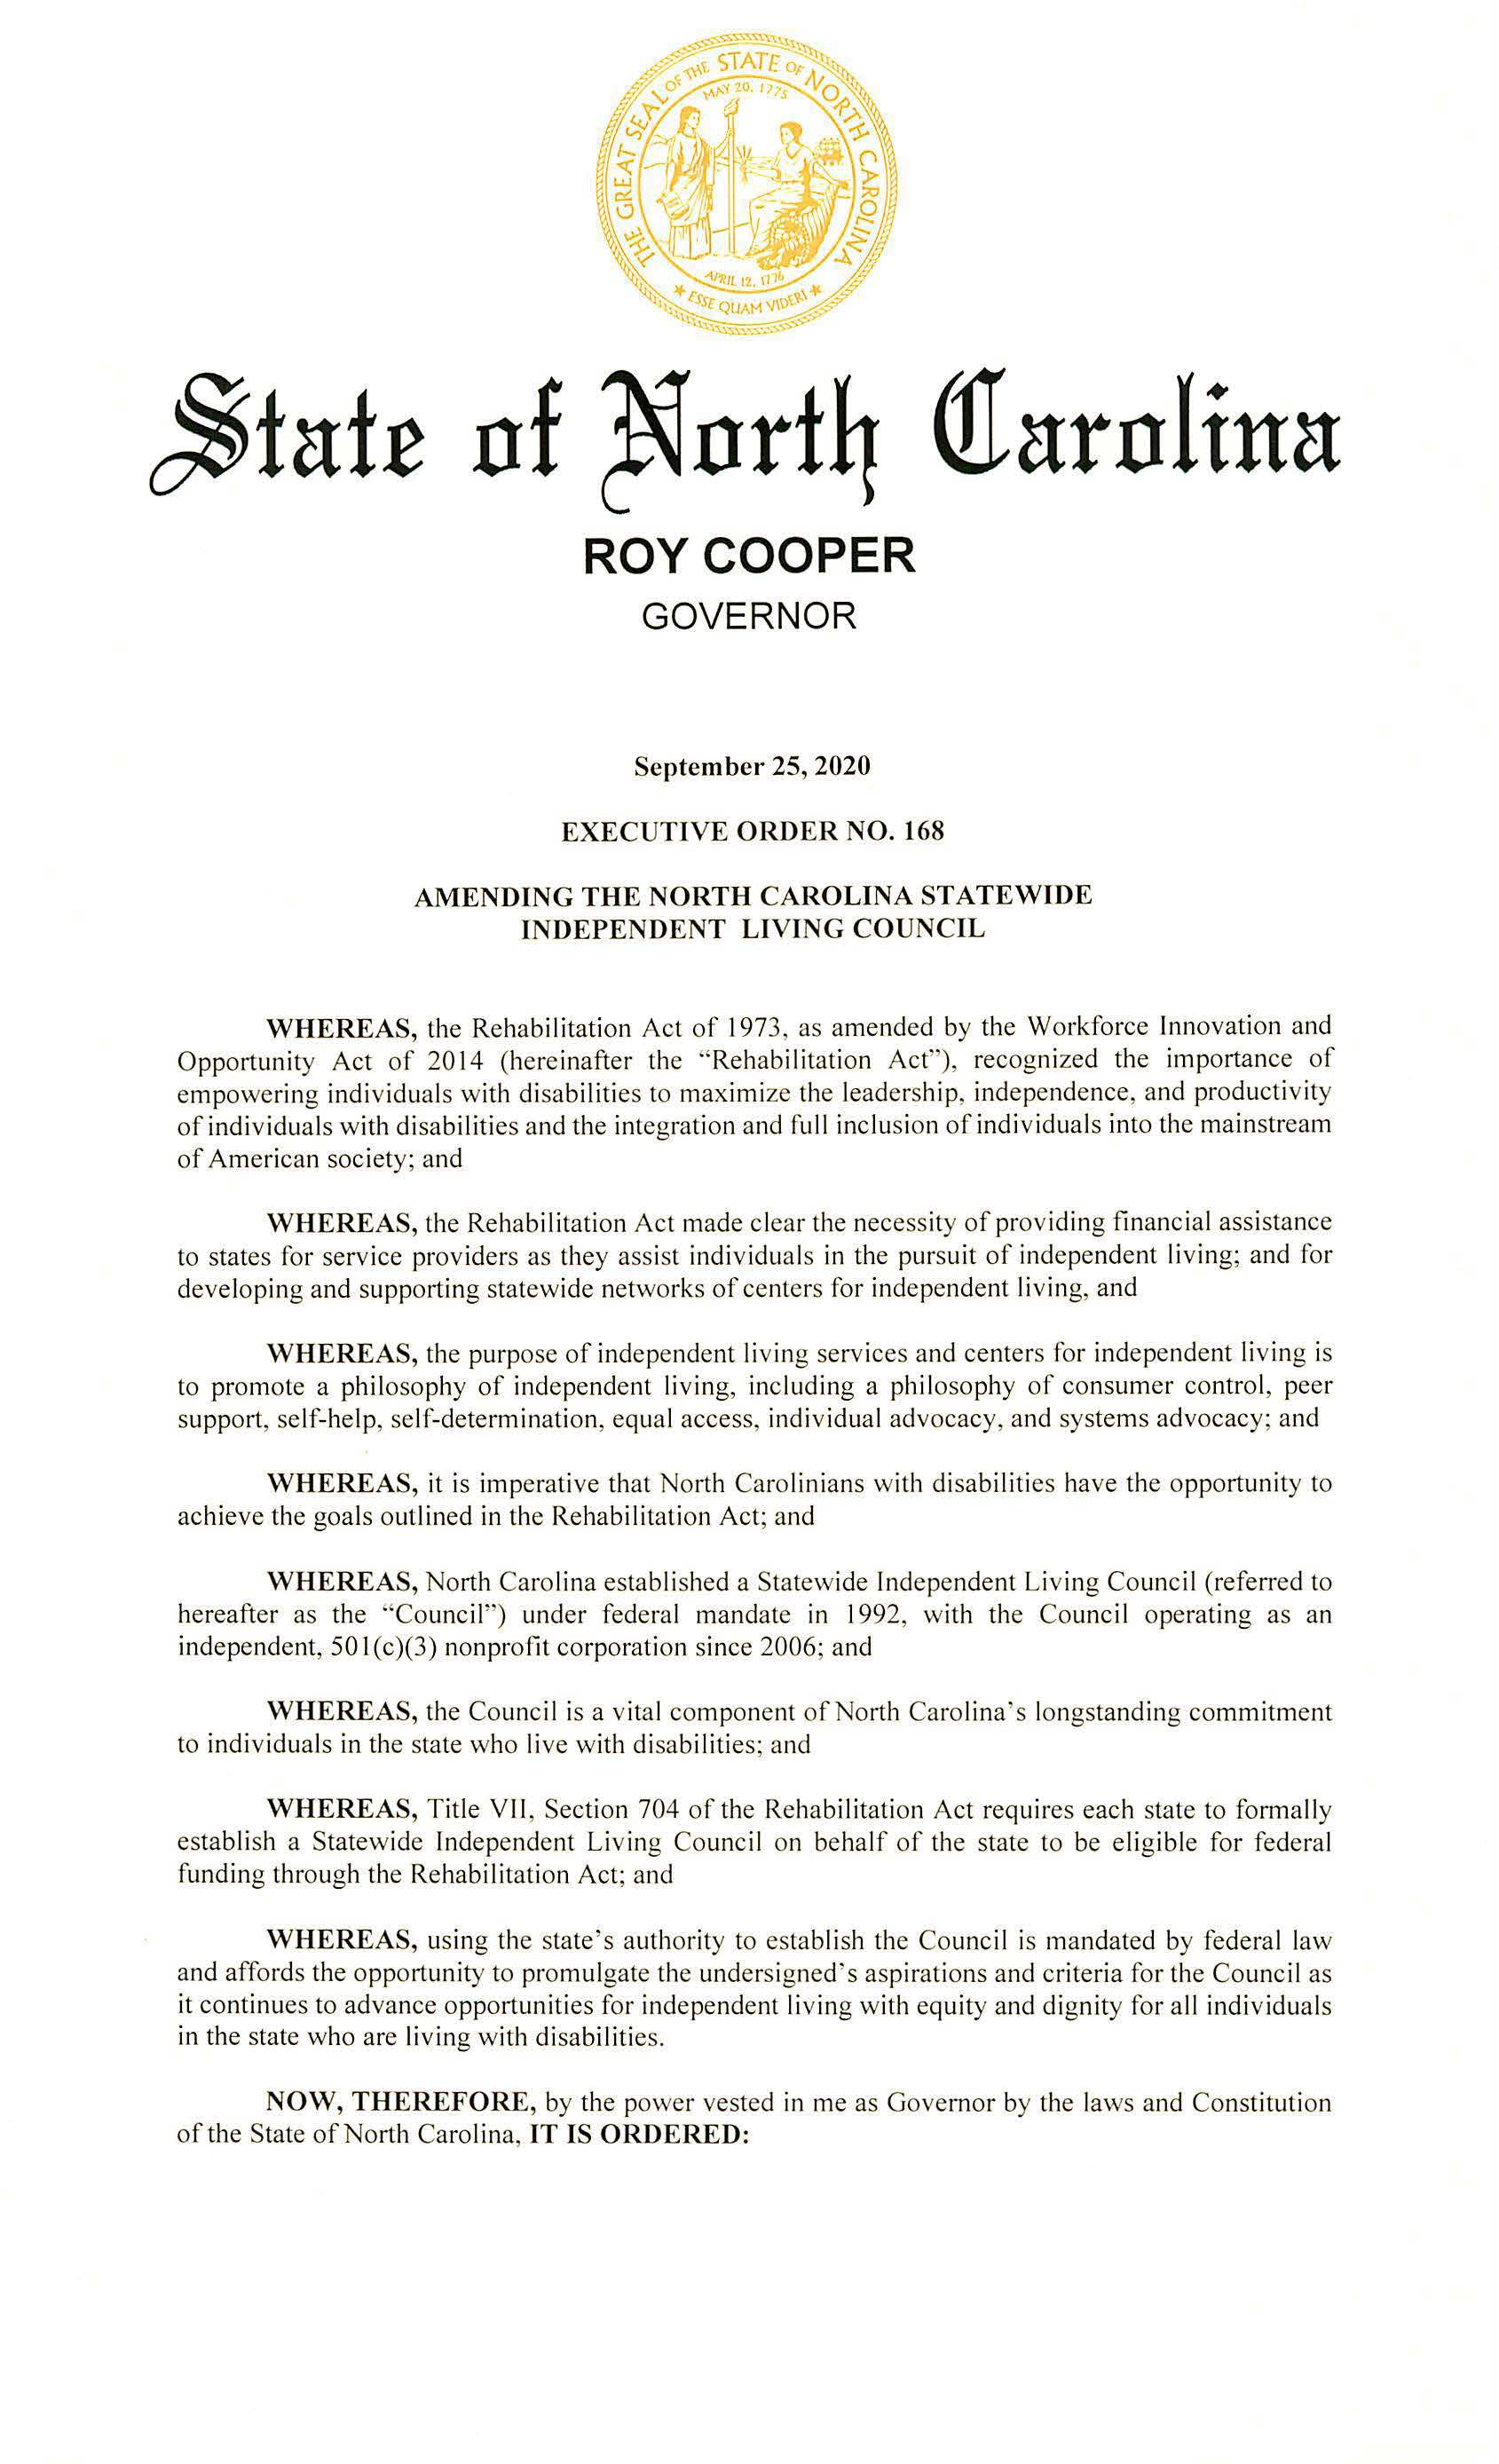 THE GREAT SEAL OF THE STATE OF NORTH CAROLINA
MAY 20, 1775
APRIL 12, 1776
★ ESSE QUAM VIDERI ★
State of North Carolina
ROY COOPER
GOVERNOR
September 25, 2020
EXECUTIVE ORDER NO. 168
AMENDING THE NORTH CAROLINA STATEWIDE
INDEPENDENT LIVING COUNCIL
WHEREAS, the Rehabilitation Act of 1973, as amended by the Workforce Innovation and
Opportunity Act of 2014 (hereinafter the “Rehabilitation Act”), recognized the importance of
empowering individuals with disabilities to maximize the leadership, independence, and productivity
of individuals with disabilities and the integration and full inclusion of individuals into the mainstream
of American society; and
WHEREAS, the Rehabilitation Act made clear the necessity of providing financial assistance
to states for service providers as they assist individuals in the pursuit of independent living; and for
developing and supporting statewide networks of centers for independent living, and
WHEREAS, the purpose of independent living services and centers for independent living is
to promote a philosophy of independent living, including a philosophy of consumer control, peer
support, self-help, self-determination, equal access, individual advocacy, and systems advocacy; and
WHEREAS, it is imperative that North Carolinians with disabilities have the opportunity to
achieve the goals outlined in the Rehabilitation Act; and
WHEREAS, North Carolina established a Statewide Independent Living Council (referred to
hereafter as the “Council”) under federal mandate in 1992, with the Council operating as an
independent, 501(c)(3) nonprofit corporation since 2006; and
WHEREAS, the Council is a vital component of North Carolina’s longstanding commitment
to individuals in the state who live with disabilities; and
WHEREAS, Title VII, Section 704 of the Rehabilitation Act requires each state to formally
establish a Statewide Independent Living Council on behalf of the state to be eligible for federal
funding through the Rehabilitation Act; and
WHEREAS, using the state’s authority to establish the Council is mandated by federal law
and affords the opportunity to promulgate the undersigned’s aspirations and criteria for the Council as
it continues to advance opportunities for independent living with equity and dignity for all individuals
in the state who are living with disabilities.
NOW, THEREFORE, by the power vested in me as Governor by the laws and Constitution
of the State of North Carolina, IT IS ORDERED: